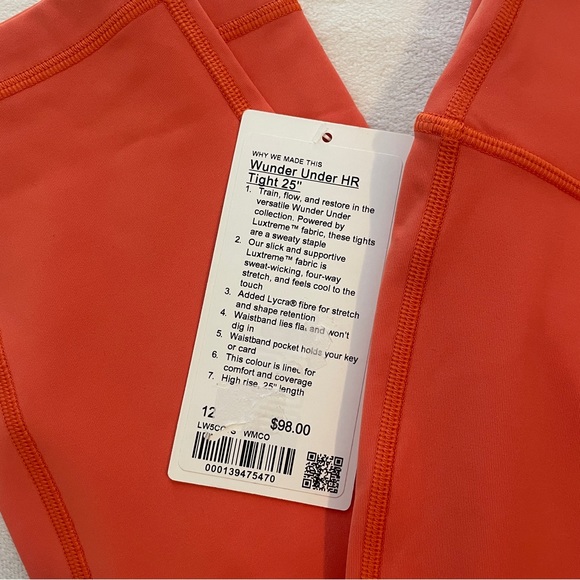 WHY WE MADE THIS
Wunder Under HR
Tight 25"
1. Train, flow, and restore in the
versatile Wunder Under
collection. Powered by
Luxtreme™ fabric, these tights
are a sweaty staple
2. Our slick and supportive
Luxtreme™ fabric is
sweat-wicking, four-way
stretch, and feels cool to the
touch
3. Added Lycra® fibre for stretch
and shape retention
4. Waistband lies flat and won't
dig in
5. Waistband pocket holds your key
or card
6. This colour is lined for
comfort and coverage
7. High rise, 25" length
12 $98.00
WMCO
000139475470